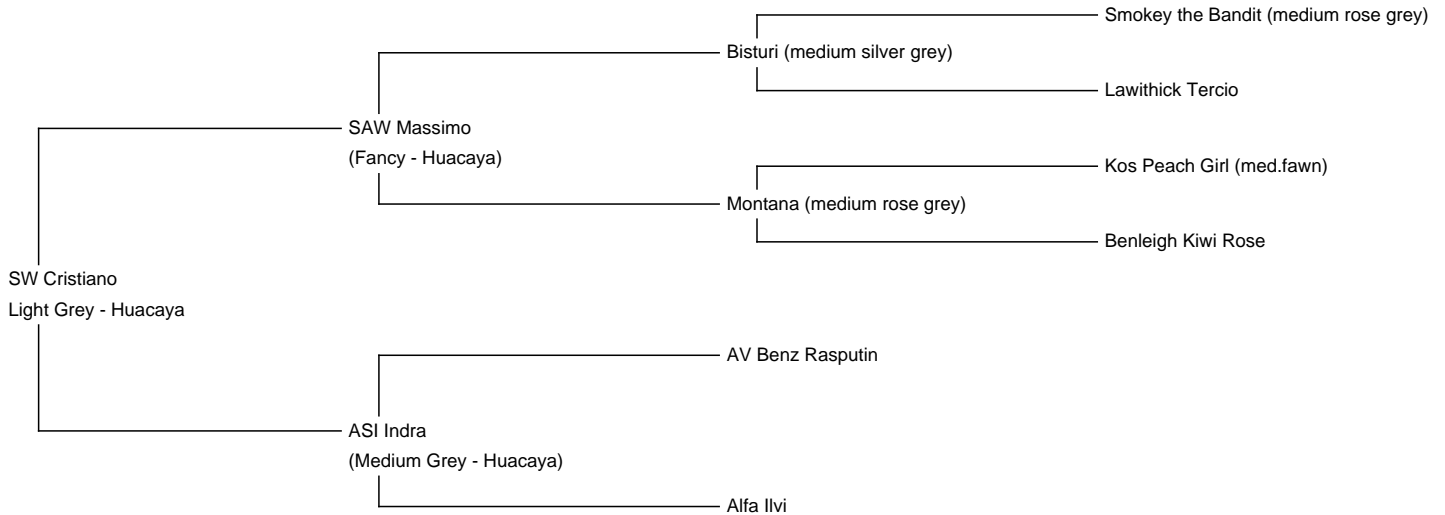 Smokey the Bandit (medium rose grey)
Bisturi (medium silver grey)
Lawithick Tercio
SAW Massimo
(Fancy - Huacaya)
Kos Peach Girl (med.fawn)
Montana (medium rose grey)
Benleigh Kiwi Rose
SW Cristiano
Light Grey - Huacaya
AV Benz Rasputin
ASI Indra
(Medium Grey - Huacaya)
Alfa Ilvi